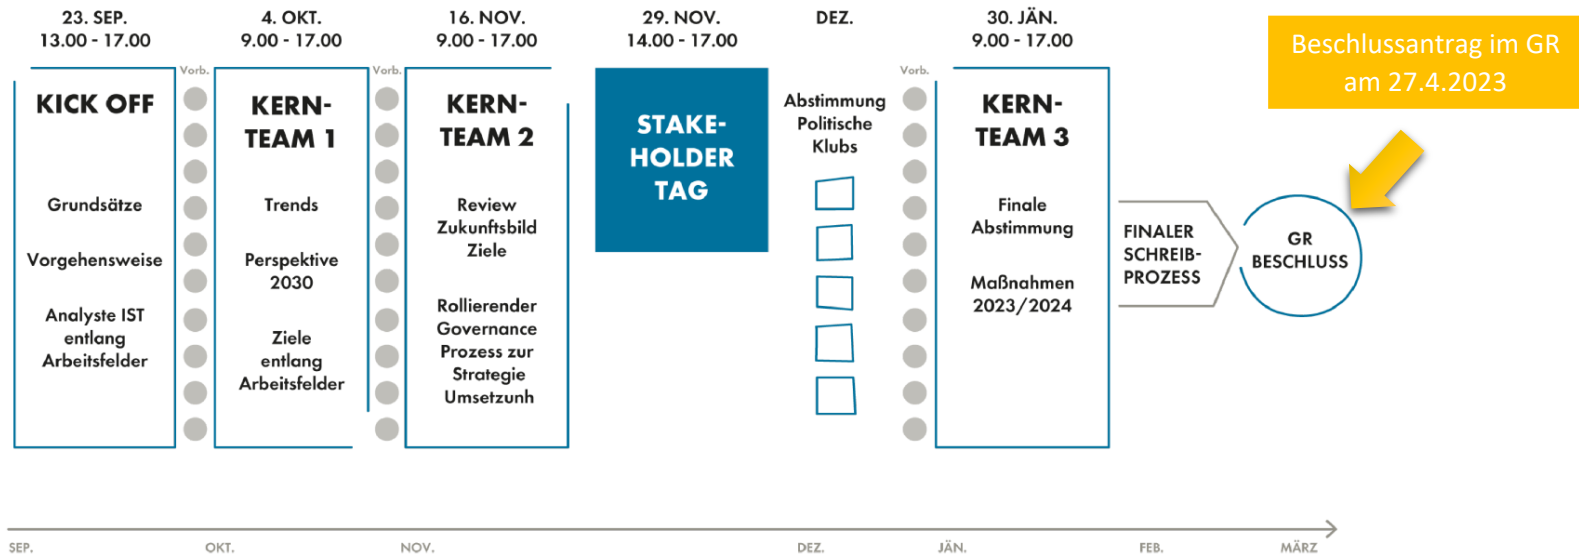 23. SEP.
13.00 - 17.00
4. OKT.
9.00 - 17.00
16. NOV.
9.00 - 17.00
29. NOV.
14.00 - 17.00
DEZ.
30. JÄN.
9.00 - 17.00
Beschlussantrag im GR
am 27.4.2023
KICK OFF
Grundsätze
Vorgehensweise
Analyste IST
entlang
Arbeitsfelder
Vorb.
KERN-
TEAM 1
Trends
Perspektive
2030
Ziele
entlang
Arbeitsfelder
Vorb.
KERN-
TEAM 2
Review
Zukunftsbild
Ziele
Rollierender
Governance
Prozess zur
Strategie
Umsetzunh
STAKE-
HOLDER
TAG
Abstimmung
Politische
Klubs
Vorb.
KERN-
TEAM 3
Finale
Abstimmung
Maßnahmen
2023/2024
FINALER
SCHREIB-
PROZESS
GR
BESCHLUSS
SEP.
OKT.
NOV.
DEZ.
JÄN.
FEB.
MÄRZ